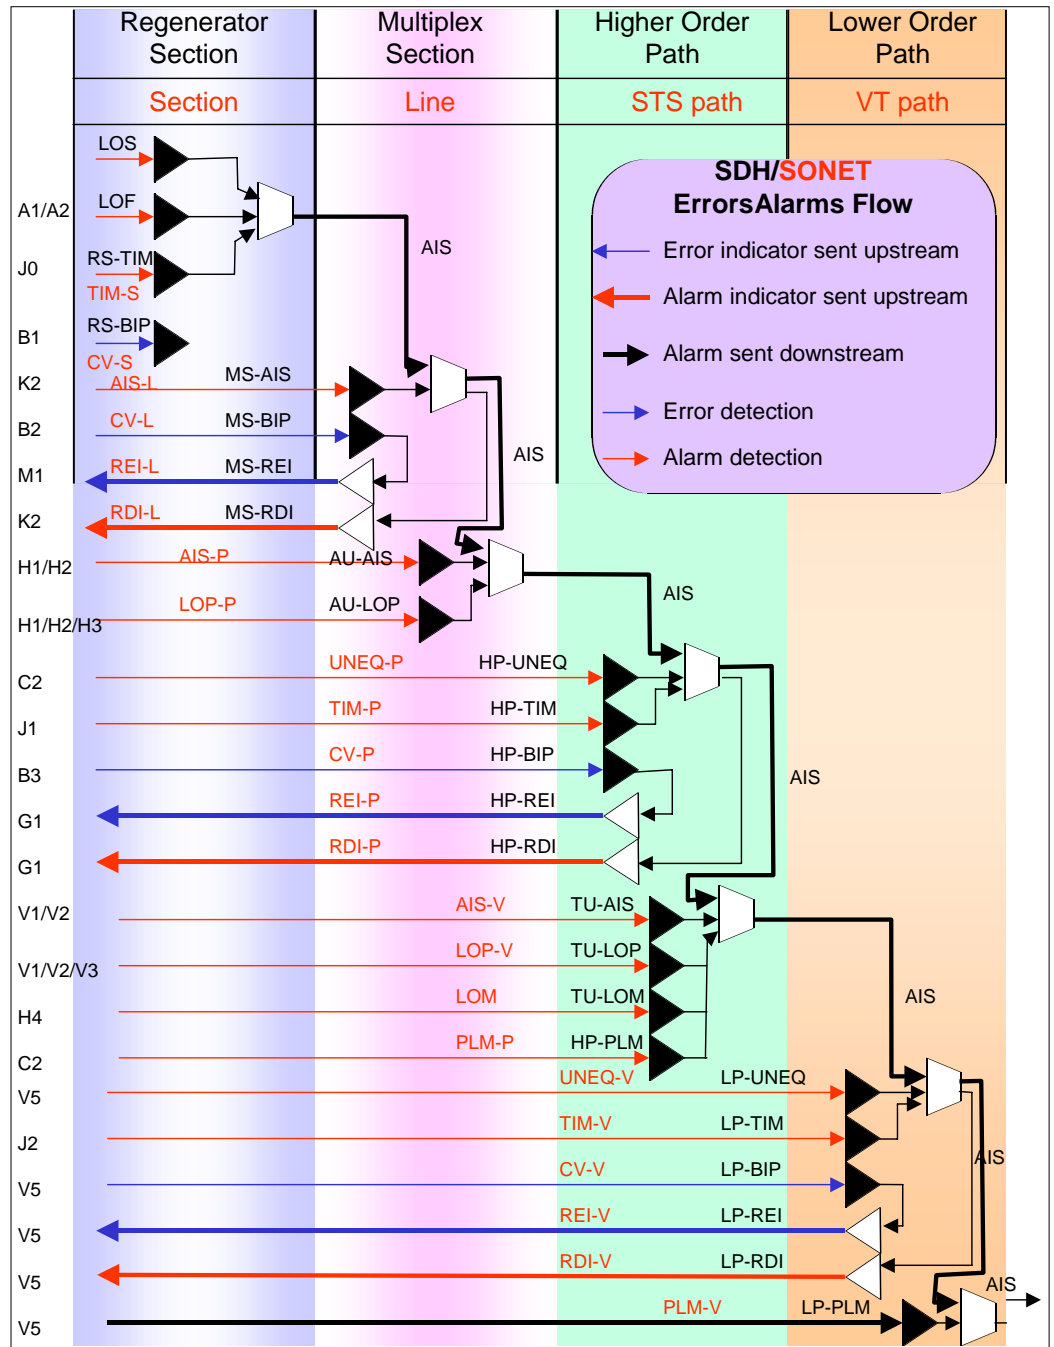 Regenerator Section
Multiplex Section
Higher Order Path
Lower Order Path
Section
Line
STS path
VT path
SDH/SONET
ErrorsAlarms Flow
Error indicator sent upstream
Alarm indicator sent upstream
Alarm sent downstream
Error detection
Alarm detection
LOS
A1/A2
LOF
AIS
J0
RS-TIM
TIM-S
B1
RS-BIP
CV-S
K2
AIS-L
MS-AIS
B2
CV-L
MS-BIP
AIS
M1
REI-L
MS-REI
K2
RDI-L
MS-RDI
H1/H2
AIS-P
AU-AIS
AIS
H1/H2/H3
LOP-P
AU-LOP
C2
UNEQ-P
HP-UNEQ
J1
TIM-P
HP-TIM
B3
CV-P
HP-BIP
AIS
G1
REI-P
HP-REI
G1
RDI-P
HP-RDI
V1/V2
AIS-V
TU-AIS
V1/V2/V3
LOP-V
TU-LOP
AIS
H4
LOM
TU-LOM
C2
PLM-P
HP-PLM
V5
UNEQ-V
LP-UNEQ
J2
TIM-V
LP-TIM
AIS
V5
CV-V
LP-BIP
V5
REI-V
LP-REI
V5
RDI-V
LP-RDI
AIS
V5
PLM-V
LP-PLM